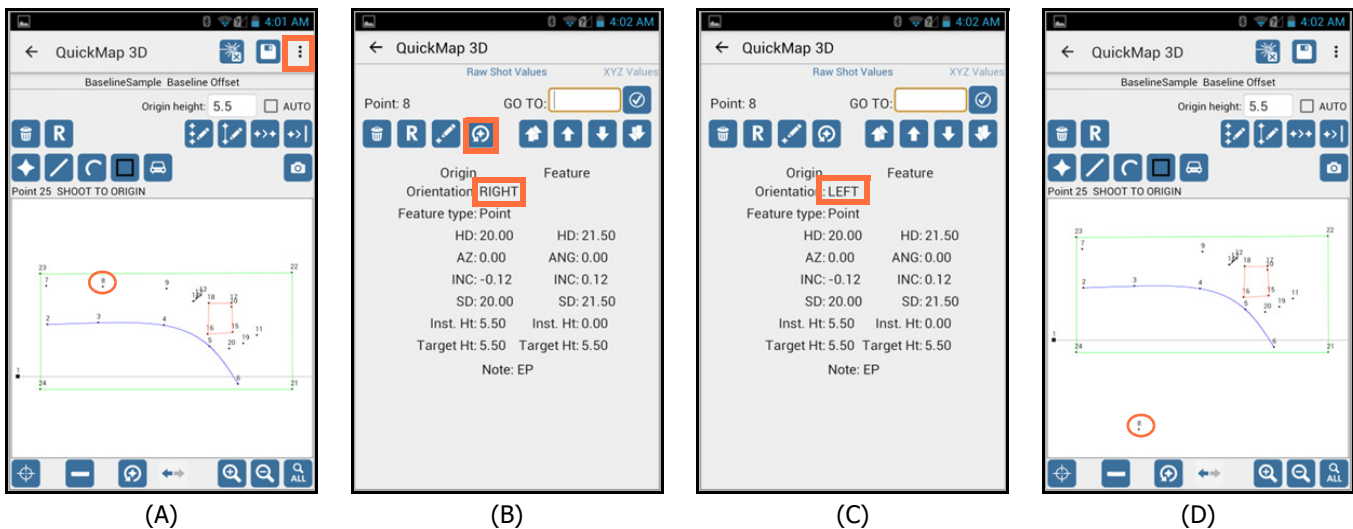 4:01 AM
QuickMap 3D
BaselineSample Baseline Offset
Origin height: 5.5 AUTO
R
Point 25 SHOOT TO ORIGIN
23
22
7
8
9
18
17
2
3
4
16
15
11
5
20
19
1
6
24
21
ALL
(A)
4:02 AM
QuickMap 3D
Raw Shot Values XYZ Values
Point: 8 GO TO:
R
Origin Feature
Orientation: RIGHT
Feature type: Point
HD: 20.00 HD: 21.50
AZ: 0.00 ANG: 0.00
INC: -0.12 INC: 0.12
SD: 20.00 SD: 21.50
Inst. Ht: 5.50 Inst. Ht: 0.00
Target Ht: 5.50 Target Ht: 5.50
Note: EP
(B)
4:02 AM
QuickMap 3D
Raw Shot Values XYZ Values
Point: 8 GO TO:
R
Origin Feature
Orientation: LEFT
Feature type: Point
HD: 20.00 HD: 21.50
AZ: 0.00 ANG: 0.00
INC: -0.12 INC: 0.12
SD: 20.00 SD: 21.50
Inst. Ht: 5.50 Inst. Ht: 0.00
Target Ht: 5.50 Target Ht: 5.50
Note: EP
(C)
4:02 AM
QuickMap 3D
BaselineSample Baseline Offset
Origin height: 5.5 AUTO
R
Point 25 SHOOT TO ORIGIN
23
22
7
9
18
2
3
4
16
15
11
20
19
5
1
6
24
21
8
ALL
(D)